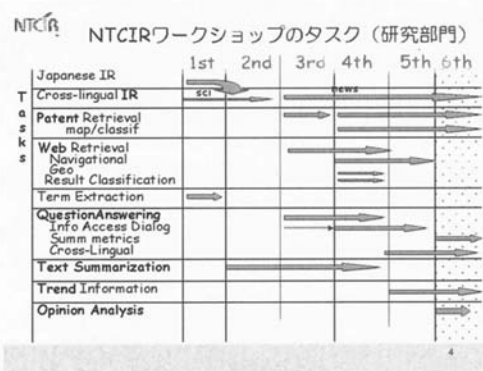 NTCIR
NTCIRワークショップのタスク（研究部門）
1st 2nd 3rd 4th 5th 6th
Tasks
Japanese IR
Cross-lingual IR
sci
news
Patent Retrieval
map/classif
Web Retrieval
Navigational
Geo
Result Classification
Term Extraction
QuestionAnswering
Info Access Dialog
Summ metrics
Cross-Lingual
Text Summarization
Trend Information
Opinion Analysis
4